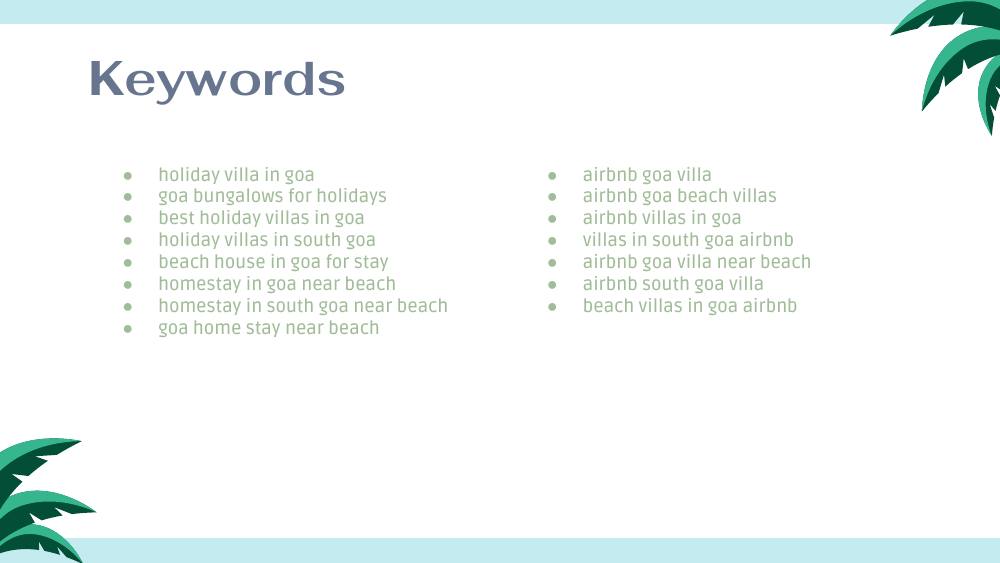 Keywords
● holiday villa in goa
● goa bungalows for holidays
● best holiday villas in goa
● holiday villas in south goa
● beach house in goa for stay
● homestay in goa near beach
● homestay in south goa near beach
● goa home stay near beach
● airbnb goa villa
● airbnb goa beach villas
● airbnb villas in goa
● villas in south goa airbnb
● airbnb goa villa near beach
● airbnb south goa villa
● beach villas in goa airbnb